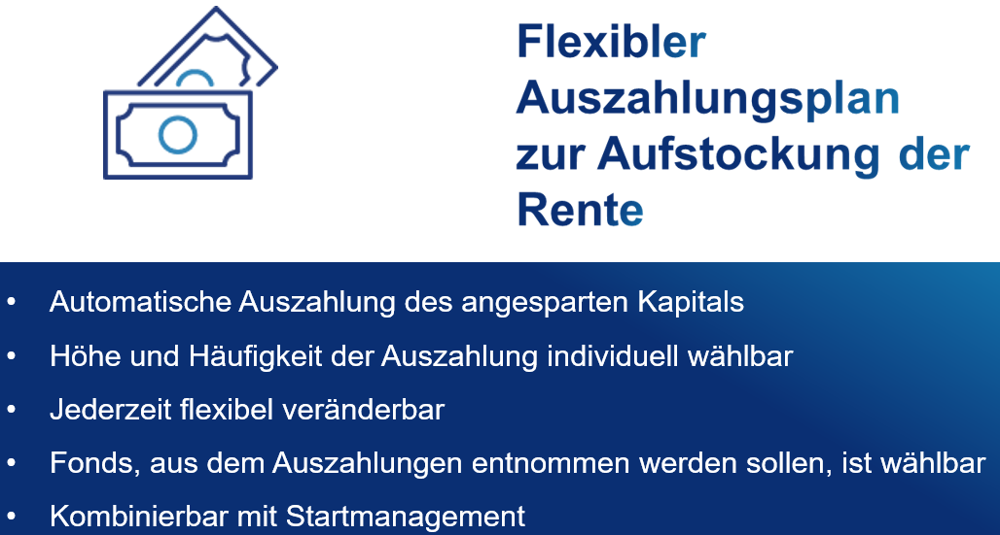 Flexibler
Auszahlungsplan
zur Aufstockung der
Rente
• Automatische Auszahlung des angesparten Kapitals
• Höhe und Häufigkeit der Auszahlung individuell wählbar
• Jederzeit flexibel veränderbar
• Fonds, aus dem Auszahlungen entnommen werden sollen, ist wählbar
• Kombinierbar mit Startmanagement